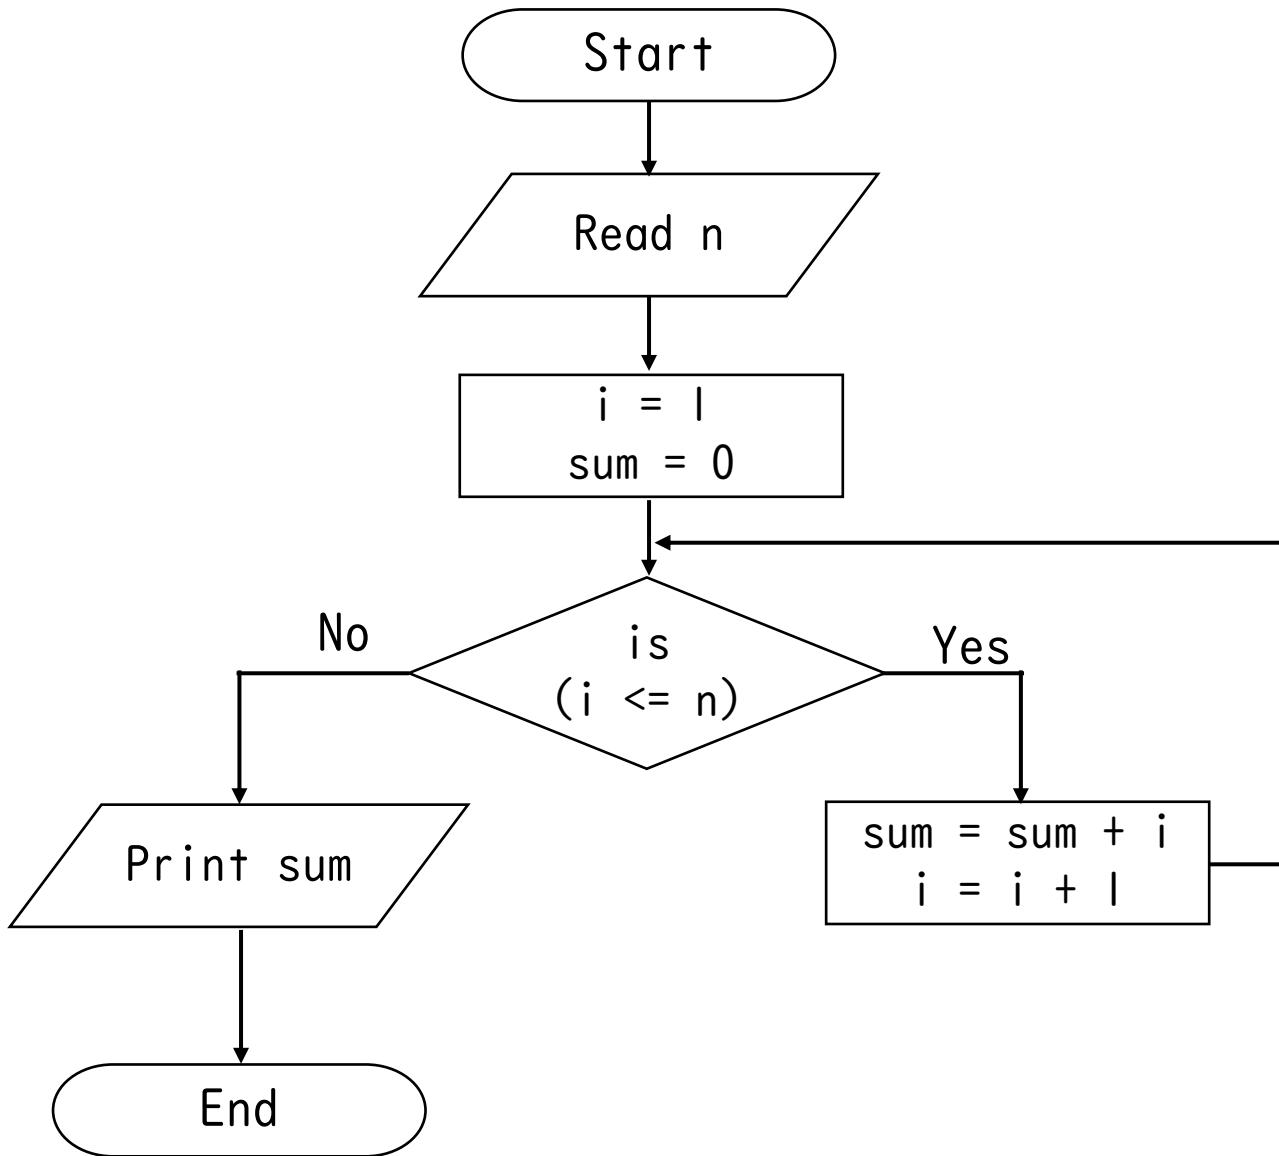 Start
Read n
i = 1
sum = 0
is
(i <= n)
No
Yes
Print sum
sum = sum + i
i = i + 1
End